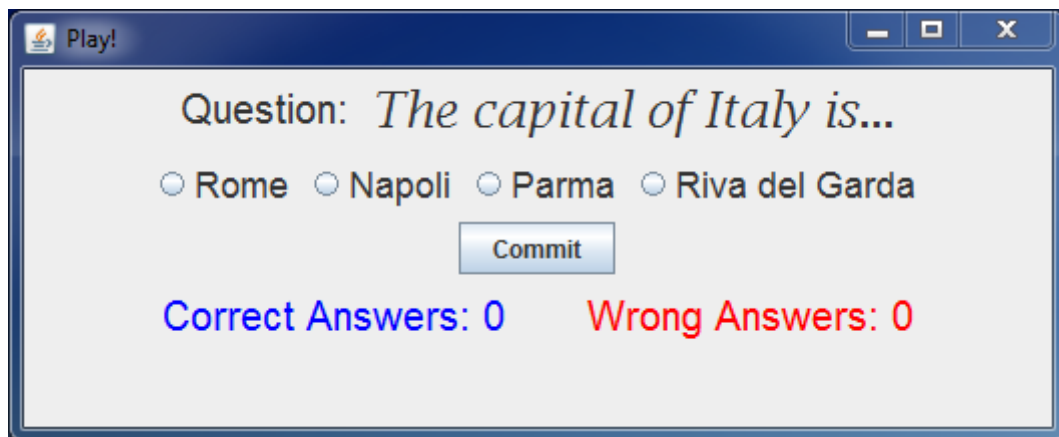 Play!
Question: The capital of Italy is...
Rome Napoli Parma Riva del Garda
Commit
Correct Answers: 0 Wrong Answers: 0